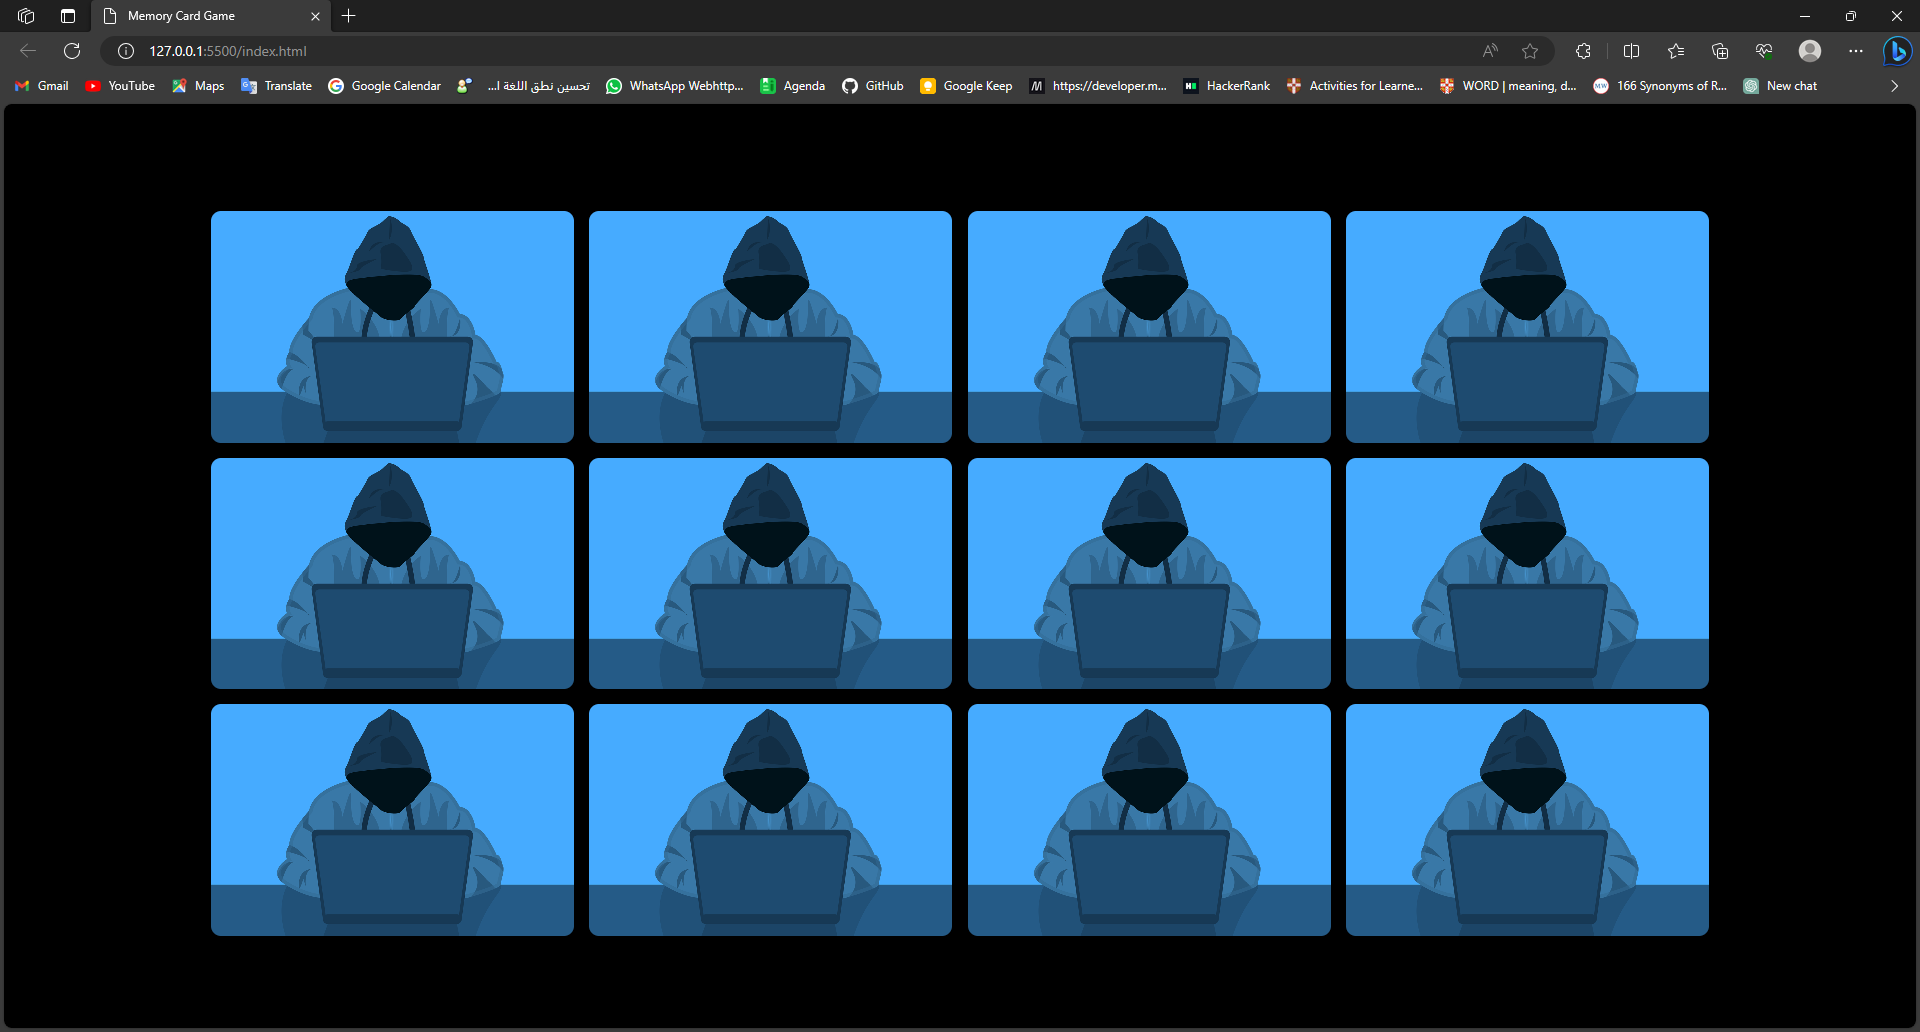 Memory Card Game
127.0.0.1:5500/index.html
Gmail YouTube Maps Translate Google Calendar تحسين نطق اللغة ا... WhatsApp Webhttp... Agenda GitHub Google Keep https://developer.m... HackerRank Activities for Learne... WORD | meaning, d... 166 Synonyms of R... New chat